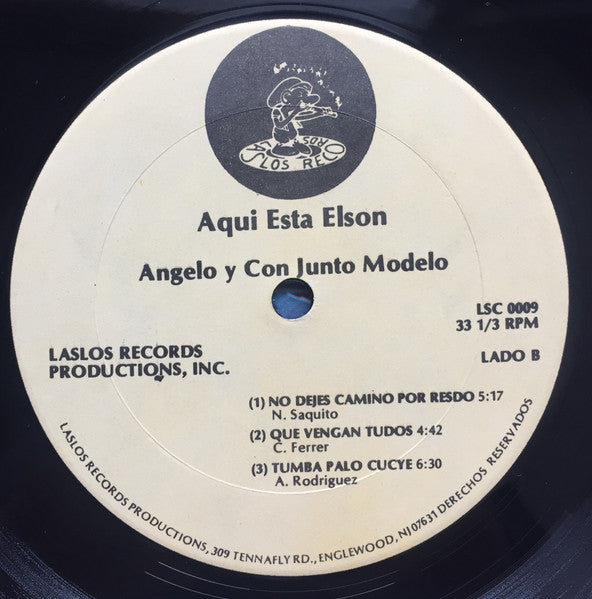 LASLOS RECORDS
Aqui Esta Elson
Angelo y Con Junto Modelo
LSC 0009
33 1/3 RPM
LASLOS RECORDS
PRODUCTIONS, INC.
LADO B
(1) NO DEJES CAMINO POR RESDO 5:17
N. Saquito
(2) QUE VENGAN TUDOS 4:42
C. Ferrer
(3) TUMBA PALO CUCYE 6:30
A. Rodriguez
LASLOS RECORDS PRODUCTIONS, 309 TENNAFLY RD., ENGLEWOOD, NJ 07631 DERECHOS RESERVADOS